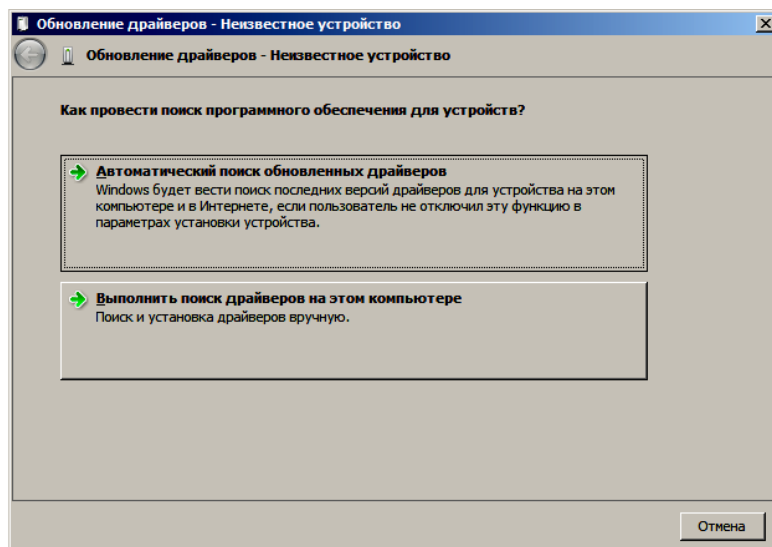 Обновление драйверов - Неизвестное устройство
Обновление драйверов - Неизвестное устройство
Как провести поиск программного обеспечения для устройств?
Автоматический поиск обновленных драйверов
Windows будет вести поиск последних версий драйверов для устройства на этом
компьютере и в Интернете, если пользователь не отключил эту функцию в
параметрах установки устройства.
Выполнить поиск драйверов на этом компьютере
Поиск и установка драйверов вручную.
Отмена